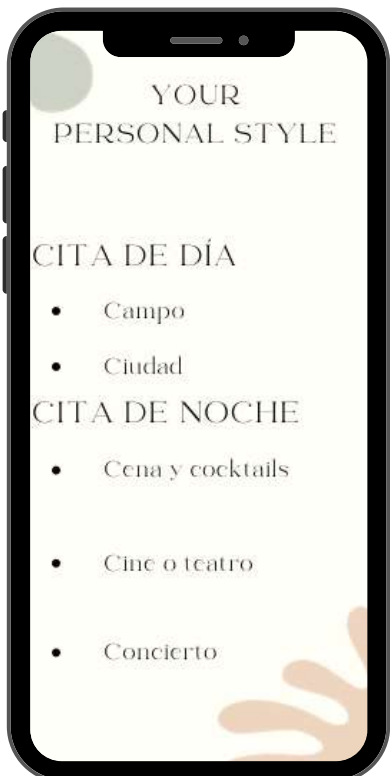 YOUR
PERSONAL STYLE
CITA DE DÍA
• Campo
• Ciudad
CITA DE NOCHE
• Cena y cocktails
• Cine o teatro
• Concierto